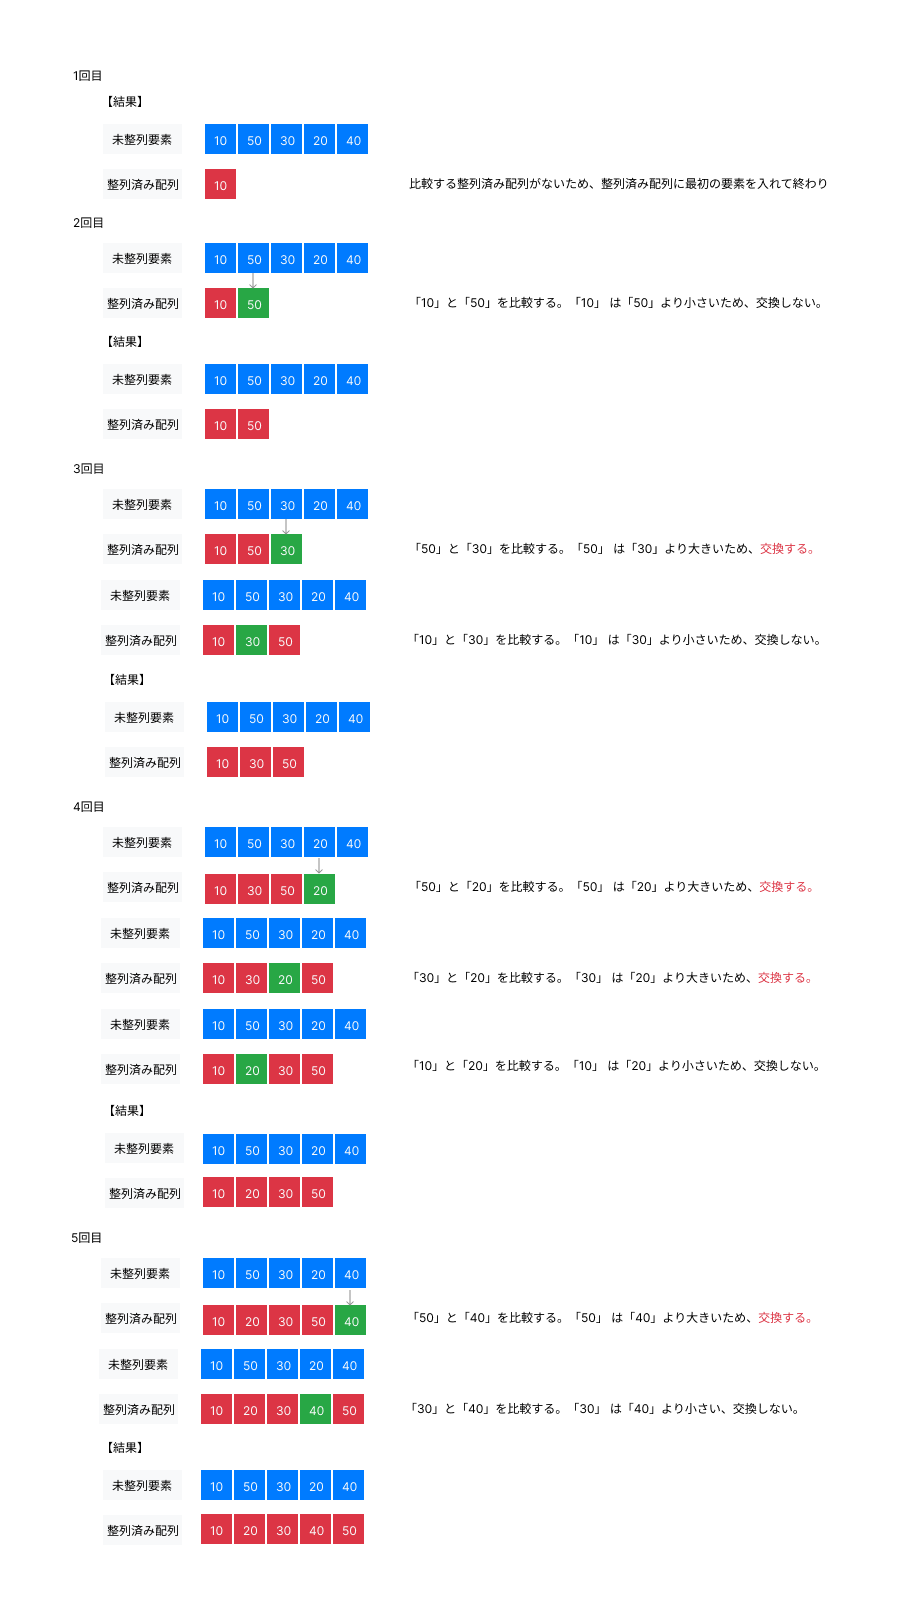 1回目
【結果】
未整列要素 10 50 30 20 40
整列済み配列 10 比較する整列済み配列がないため、整列済み配列に最初の要素を入れて終わり
2回目
未整列要素 10 50 30 20 40
整列済み配列 10 50 「10」と「50」を比較する。「10」 は「50」より小さいため、交換しない。
【結果】
未整列要素 10 50 30 20 40
整列済み配列 10 50
3回目
未整列要素 10 50 30 20 40
整列済み配列 10 50 30 「50」と「30」を比較する。「50」 は「30」より大きいため、交換する。
未整列要素 10 50 30 20 40
整列済み配列 10 30 50 「10」と「30」を比較する。「10」 は「30」より小さいため、交換しない。
【結果】
未整列要素 10 50 30 20 40
整列済み配列 10 30 50
4回目
未整列要素 10 50 30 20 40
整列済み配列 10 30 50 20 「50」と「20」を比較する。「50」 は「20」より大きいため、交換する。
未整列要素 10 50 30 20 40
整列済み配列 10 30 20 50 「30」と「20」を比較する。「30」 は「20」より大きいため、交換する。
未整列要素 10 50 30 20 40
整列済み配列 10 20 30 50 「10」と「20」を比較する。「10」 は「20」より小さいため、交換しない。
【結果】
未整列要素 10 50 30 20 40
整列済み配列 10 20 30 50
5回目
未整列要素 10 50 30 20 40
整列済み配列 10 20 30 50 40 「50」と「40」を比較する。「50」 は「40」より大きいため、交換する。
未整列要素 10 50 30 20 40
整列済み配列 10 20 30 40 50 「30」と「40」を比較する。「30」 は「40」より小さい、交換しない。
【結果】
未整列要素 10 50 30 20 40
整列済み配列 10 20 30 40 50